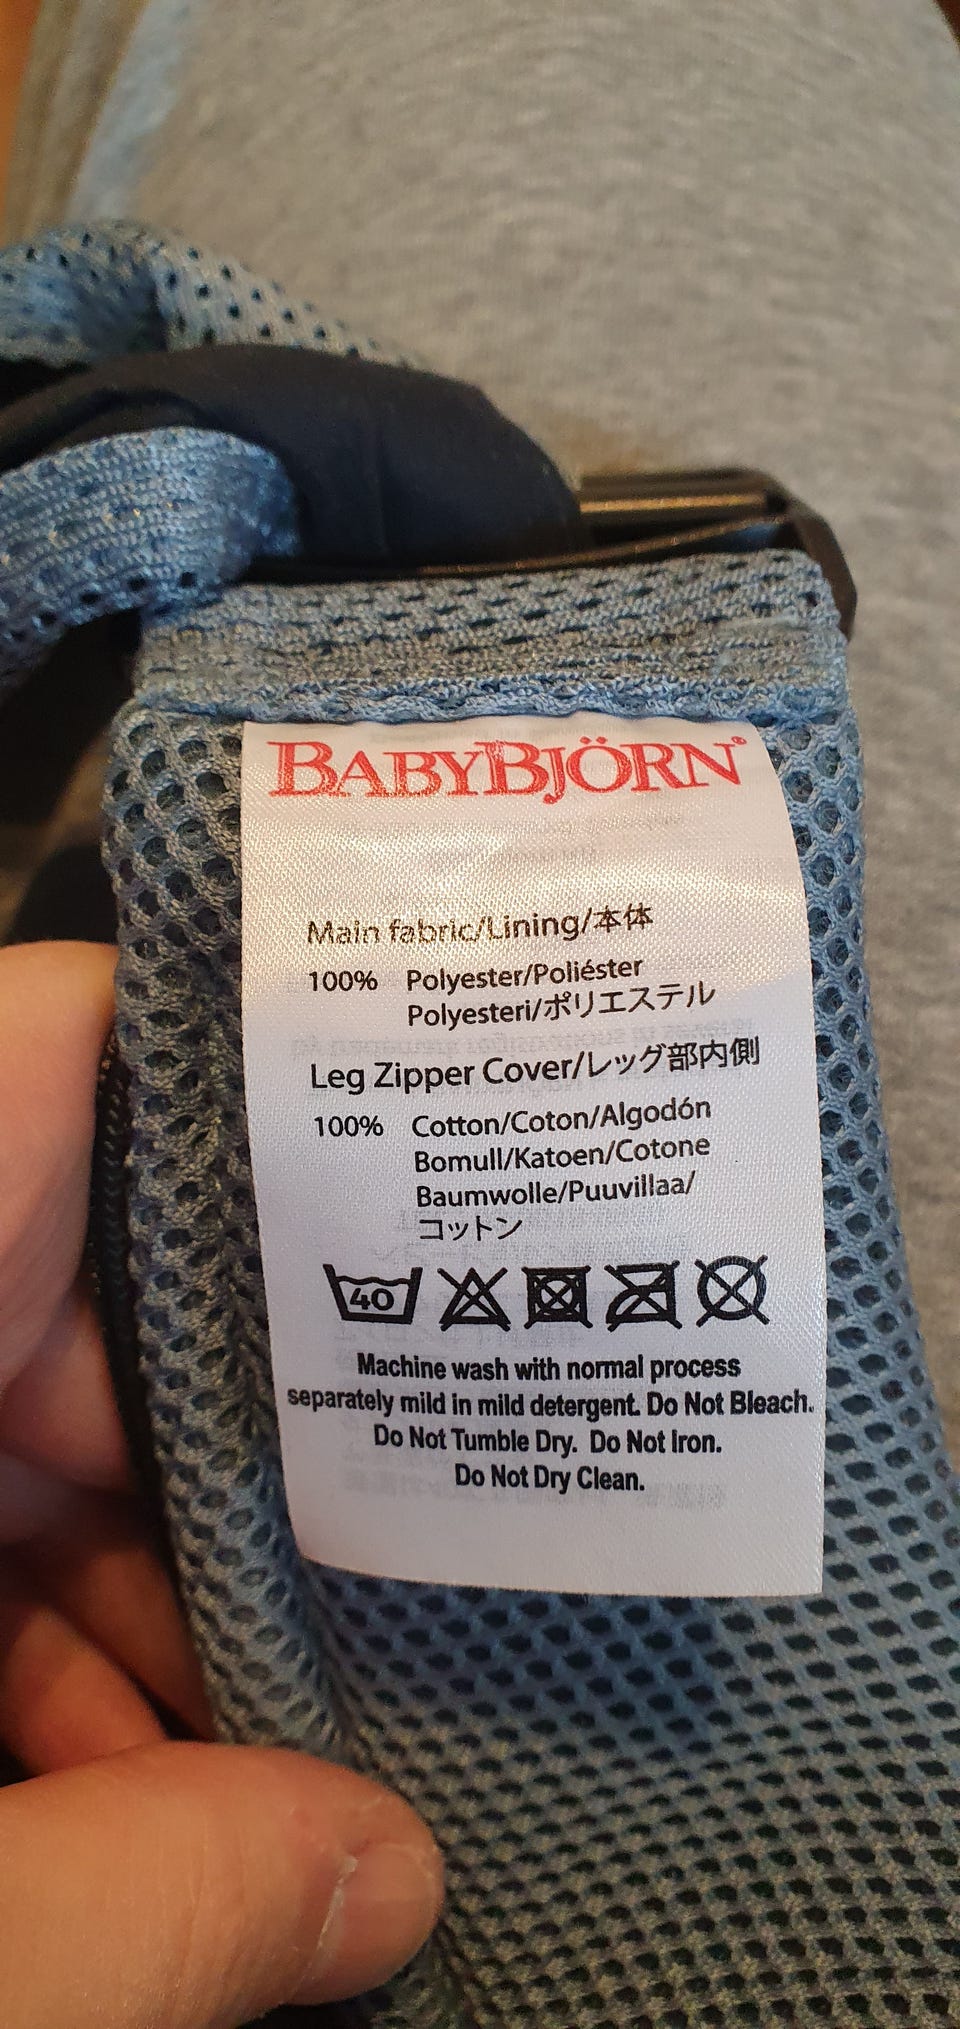 BABYBJÖRN®
Main fabric/Lining/本体
100% Polyester/Poliéster
Polyesteri/ポリエステル
Leg Zipper Cover/レッグ部内側
100% Cotton/Coton/Algodón
Bomull/Katoen/Cotone
Baumwolle/Puuvillaa/
コットン
40
Machine wash with normal process
separately mild in mild detergent. Do Not Bleach.
Do Not Tumble Dry. Do Not Iron.
Do Not Dry Clean.